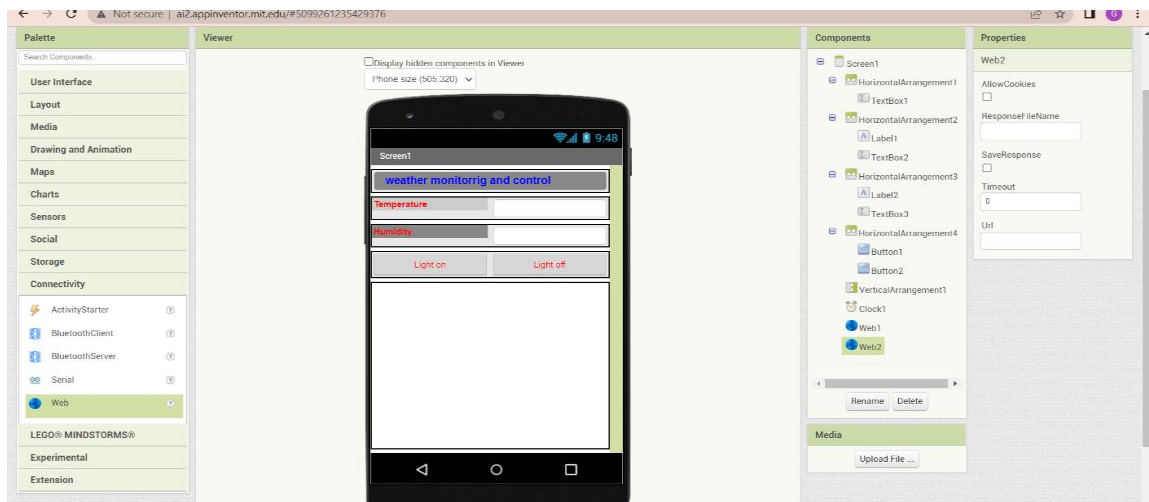 Not secure | ai2.appinventor.mit.edu/#5099261235429376
G
Palette
Search Components...
User Interface
Layout
Media
Drawing and Animation
Maps
Charts
Sensors
Social
Storage
Connectivity
ActivityStarter ?
BluetoothClient ?
BluetoothServer ?
Serial ?
Web ?
LEGO® MINDSTORMS®
Experimental
Extension
Viewer
Display hidden components in Viewer
Phone size (505,320)
9:48
Screen1
weather monitorrig and control
Temperature
Humidity
Light on Light off
Components
Screen1
HorizontalArrangement1
TextBox1
HorizontalArrangement2
A Label1
TextBox2
HorizontalArrangement3
A Label2
TextBox3
HorizontalArrangement4
Button1
Button2
VerticalArrangement1
Clock1
Web1
Web2
Rename Delete
Media
Upload File ...
Properties
Web2
AllowCookies
ResponseFileName
SaveResponse
Timeout
0
Url